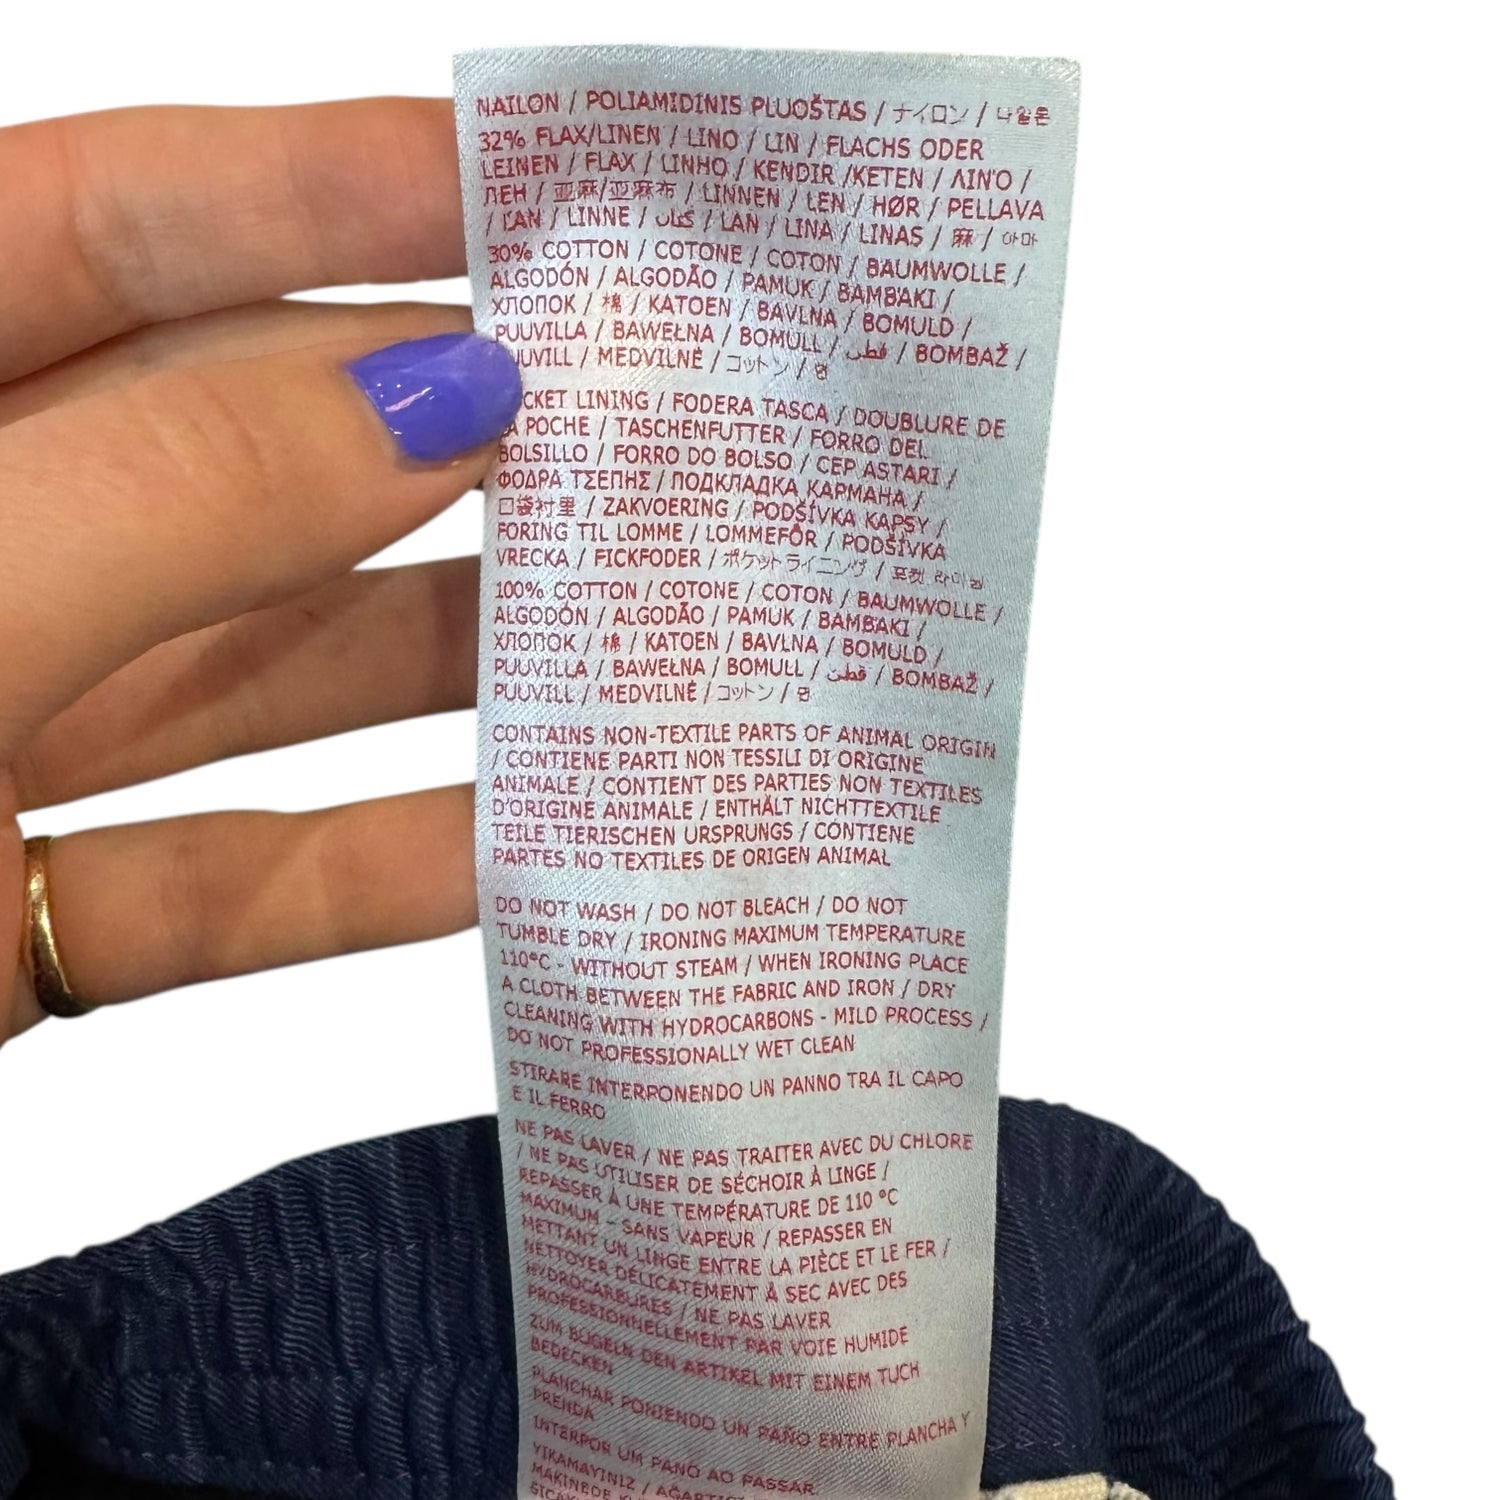 NAILON / POLIAMIDINIS PLUOŠTAS / ナイロン / 나일론
32% FLAX/LINEN / LINO / LIN / FLACHS ODER
LEINEN / FLAX / LINHO / KENDIR /KETEN / ΛΙΝΌ /
ЛЕН / 亚麻/亚麻布 / LINNEN / LEN / HØR / PELLAVA
/ ĽAN / LINNE / كتان / LAN / LINA / LINAS / 麻 / 아마
30% COTTON / COTONE / COTON / BAUMWOLLE /
ALGODÓN / ALGODÃO / PAMUK / BAMBAKI /
ХЛОПОК / 棉 / KATOEN / BAVLNA / BOMULD /
PUUVILLA / BAWEŁNA / BOMULL / قطن / BOMBAŽ /
UUVILL / MEDVILNĖ / コットン / 면
CKET LINING / FODERA TASCA / DOUBLURE DE
LA POCHE / TASCHENFUTTER / FORRO DEL
BOLSILLO / FORRO DO BOLSO / CEP ASTARI /
ΦΟΔΡΑ ΤΣΕΠΗΣ / ПОДКЛАДКА КАРМАНА /
口袋衬里 / ZAKVOERING / PODŠÍVKA KAPSY /
FORING TIL LOMME / LOMMEFÔR / PODŠÍVKA
VRECKA / FICKFODER / ポケットライニング / 포켓 라이닝
100% COTTON / COTONE / COTON / BAUMWOLLE /
ALGODÓN / ALGODÃO / PAMUK / BAMBAKI /
ХЛОПОК / 棉 / KATOEN / BAVLNA / BOMULD /
PUUVILLA / BAWEŁNA / BOMULL / قطن / BOMBAŽ /
PUUVILL / MEDVILNĖ / コットン / 면
CONTAINS NON-TEXTILE PARTS OF ANIMAL ORIGIN
/ CONTIENE PARTI NON TESSILI DI ORIGINE
ANIMALE / CONTIENT DES PARTIES NON TEXTILES
D'ORIGINE ANIMALE / ENTHÄLT NICHTTEXTILE
TEILE TIERISCHEN URSPRUNGS / CONTIENE
PARTES NO TEXTILES DE ORIGEN ANIMAL
DO NOT WASH / DO NOT BLEACH / DO NOT
TUMBLE DRY / IRONING MAXIMUM TEMPERATURE
110°C - WITHOUT STEAM / WHEN IRONING PLACE
A CLOTH BETWEEN THE FABRIC AND IRON / DRY
CLEANING WITH HYDROCARBONS - MILD PROCESS /
DO NOT PROFESSIONALLY WET CLEAN
STIRARE INTERPONENDO UN PANNO TRA IL CAPO
E IL FERRO
NE PAS LAVER / NE PAS TRAITER AVEC DU CHLORE
/ NE PAS UTILISER DE SÉCHOIR À LINGE /
REPASSER À UNE TEMPÉRATURE DE 110 °C
MAXIMUM - SANS VAPEUR / REPASSER EN
METTANT UN LINGE ENTRE LA PIÈCE ET LE FER /
NETTOYER DÉLICATEMENT À SEC AVEC DES
HYDROCARBURES / NE PAS LAVER
PROFESSIONNELLEMENT PAR VOIE HUMIDE
ZUM BÜGELN DEN ARTIKEL MIT EINEM TUCH
BEDECKEN
PLANCHAR PONIENDO UN PAÑO ENTRE PLANCHA Y
PRENDA
INTERPOR UM PANO AO PASSAR
YIKAMAYINIZ /
MAKINEDE